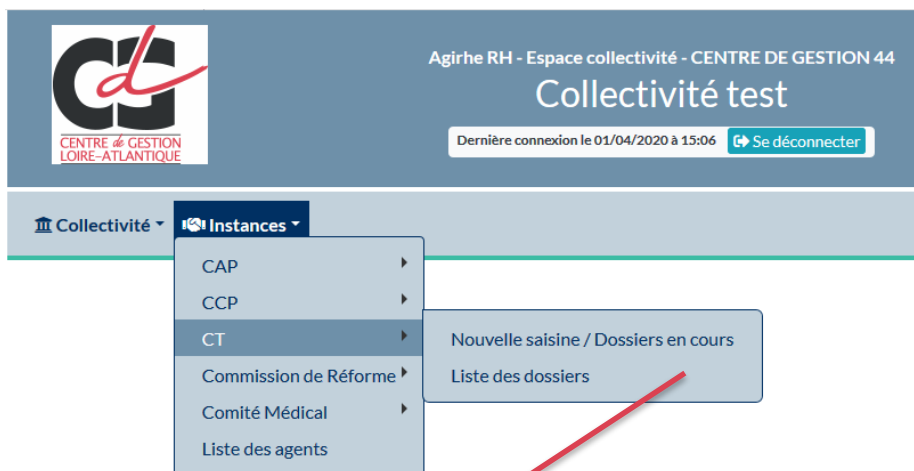 CENTRE de GESTION
LOIRE-ATLANTIQUE
Agirhe RH - Espace collectivité - CENTRE DE GESTION 44
Collectivité test
Dernière connexion le 01/04/2020 à 15:06 Se déconnecter
Collectivité Instances
CAP
CCP
CT
Nouvelle saisine / Dossiers en cours
Liste des dossiers
Commission de Réforme
Comité Médical
Liste des agents